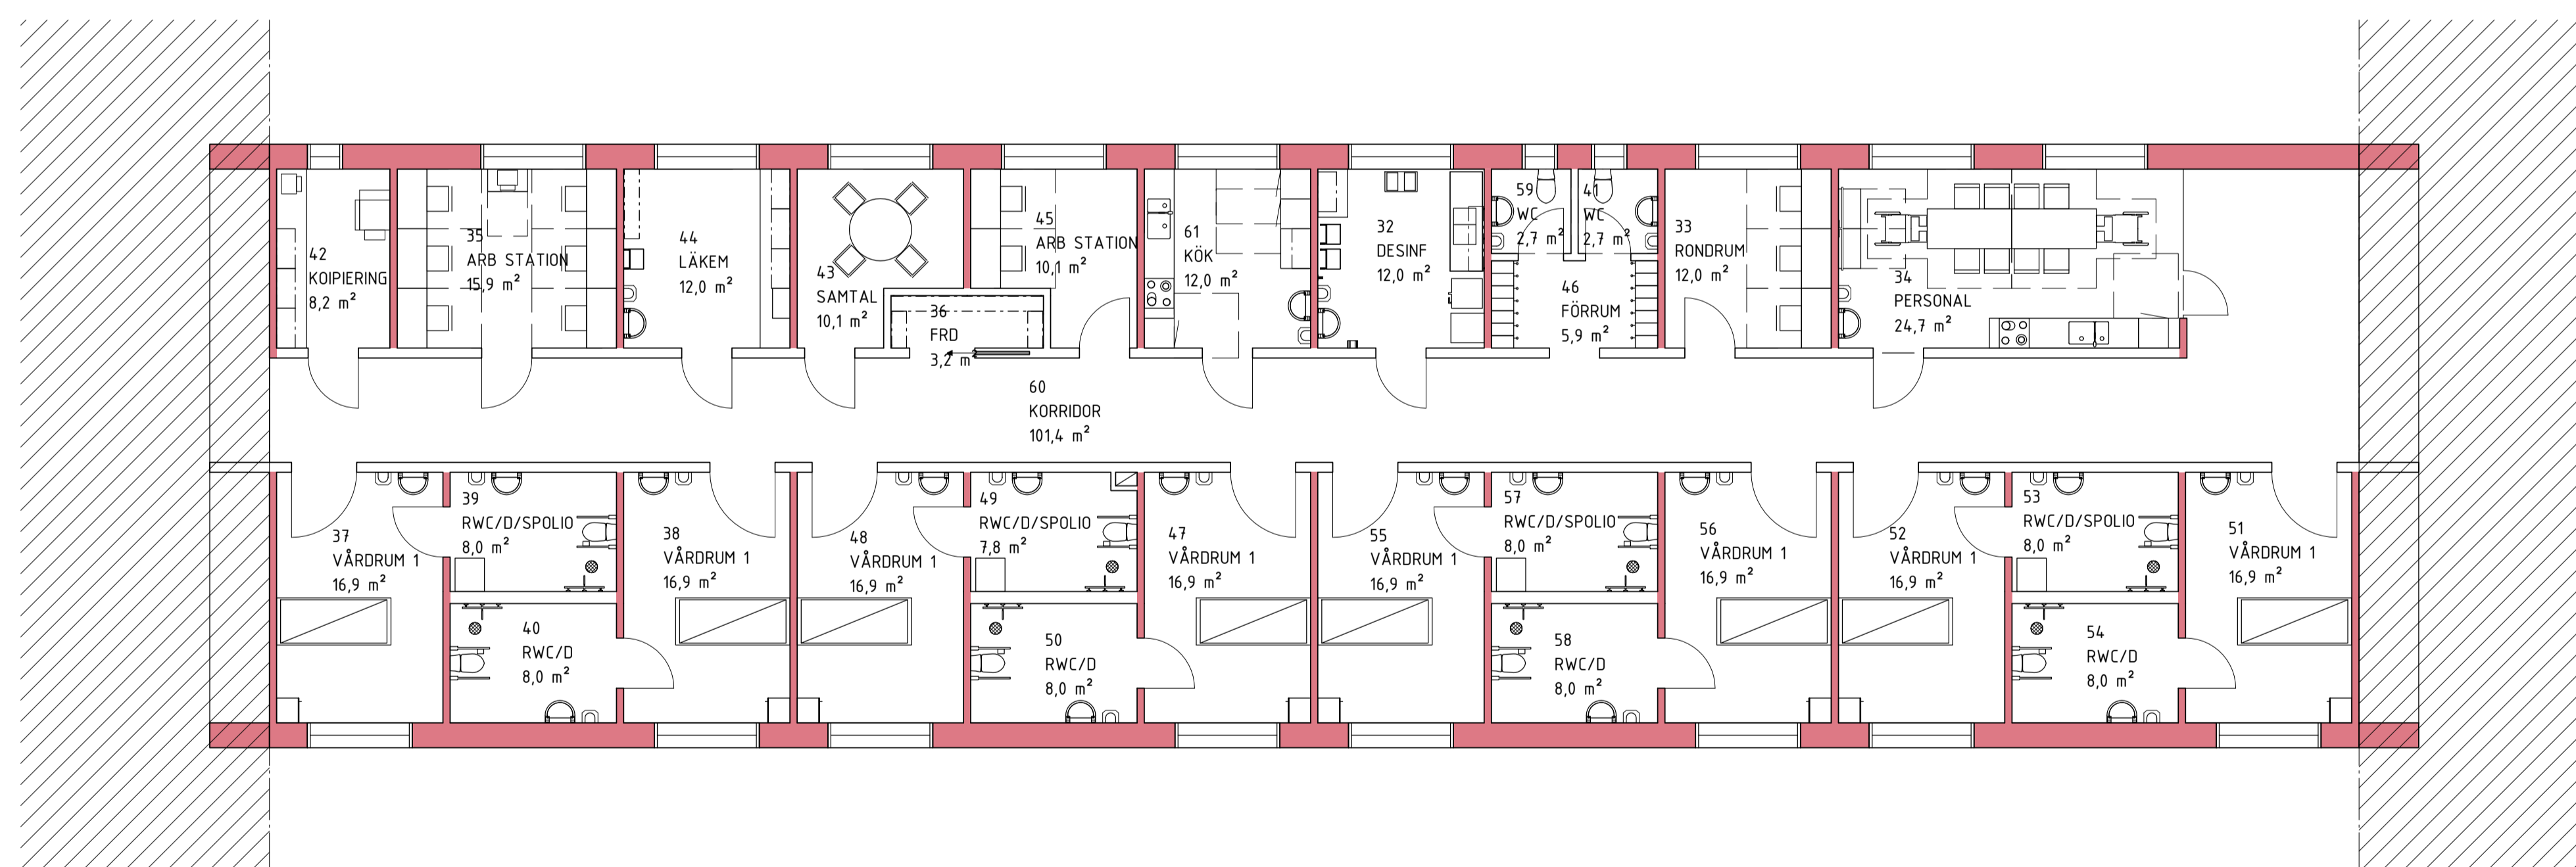 42
KOIPIERING
8,2 m²
35
ARB STATION
15,9 m²
44
LÄKEM
12,0 m²
43
SAMTAL
10,1 m²
36
FRD
3,2 m
45
ARB STATION
10,1 m²
61
KÖK
12,0 m²
32
DESINF
12,0 m²
59
WC
2,7 m²
41
WC
2,7 m²
46
FÖRRUM
5,9 m²
33
RONDRUM
12,0 m²
34
PERSONAL
24,7 m²
60
KORRIDOR
101,4 m²
37
VÅRDRUM 1
16,9 m²
39
RWC/D/SPOLIO
8,0 m²
40
RWC/D
8,0 m²
38
VÅRDRUM 1
16,9 m²
48
VÅRDRUM 1
16,9 m²
49
RWC/D/SPOLIO
7,8 m²
50
RWC/D
8,0 m²
47
VÅRDRUM 1
16,9 m²
55
VÅRDRUM 1
16,9 m²
57
RWC/D/SPOLIO
8,0 m²
58
RWC/D
8,0 m²
56
VÅRDRUM 1
16,9 m²
52
VÅRDRUM 1
16,9 m²
53
RWC/D/SPOLIO
8,0 m²
54
RWC/D
8,0 m²
51
VÅRDRUM 1
16,9 m²